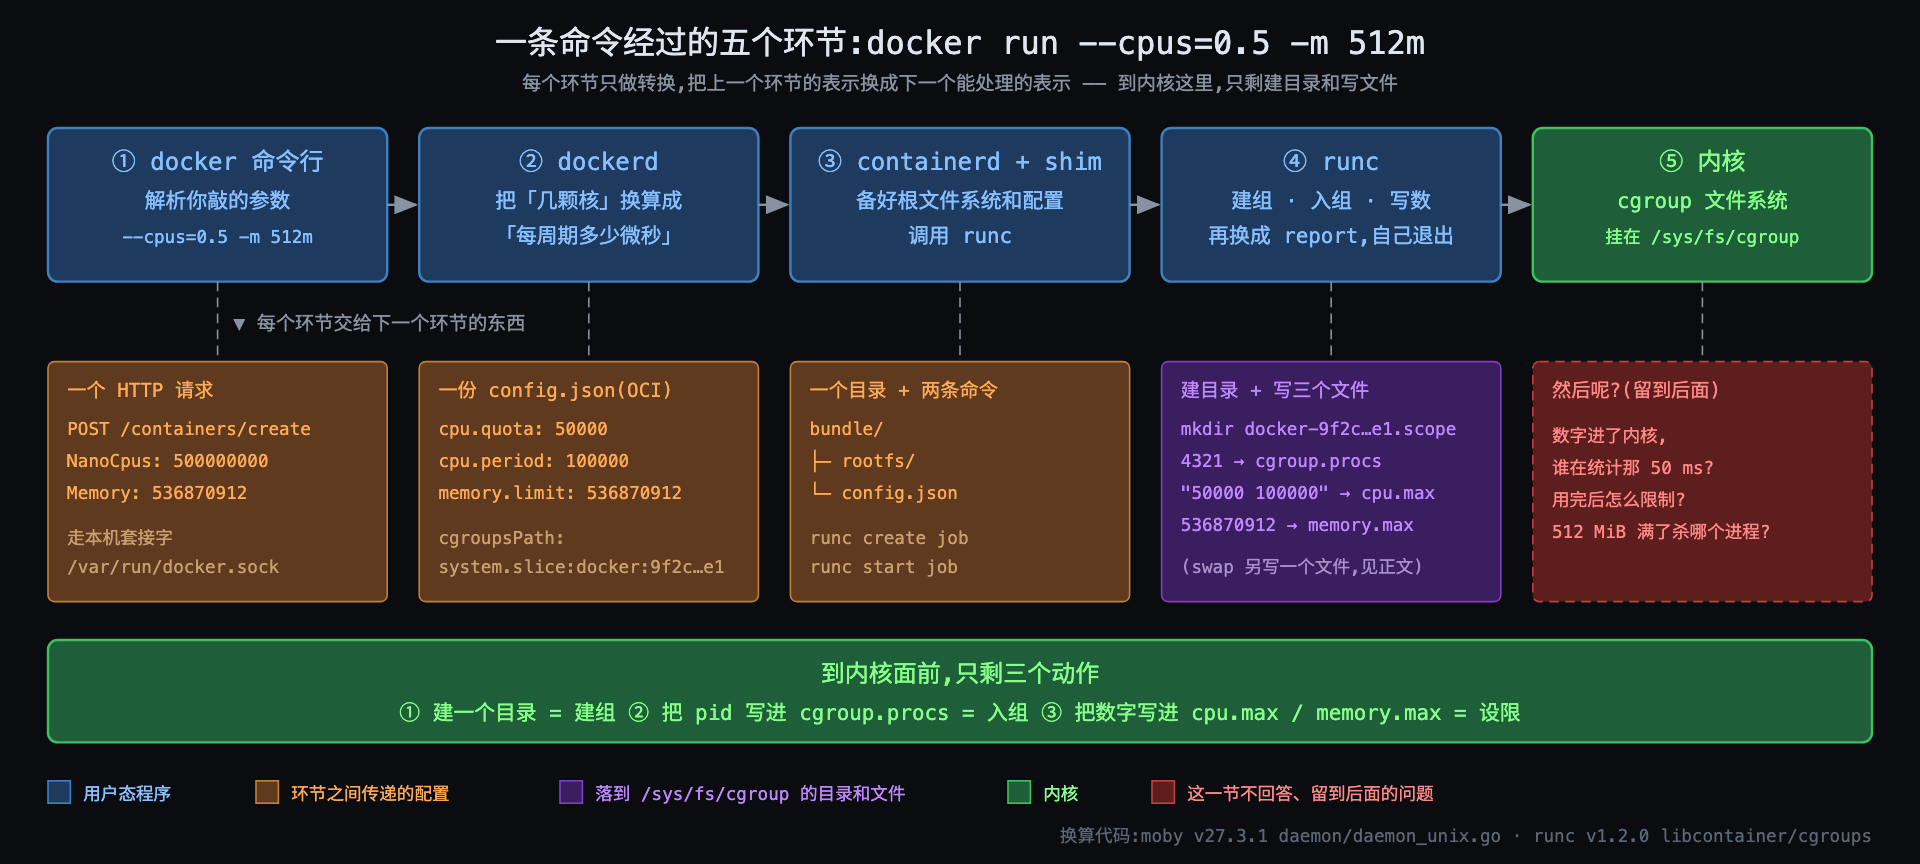 一条命令经过的五个环节:docker run --cpus=0.5 -m 512m
每个环节只做转换,把上一个环节的表示换成下一个能处理的表示 —— 到内核这里,只剩建目录和写文件
① docker 命令行
解析你敲的参数
--cpus=0.5 -m 512m
② dockerd
把「几颗核」换算成
「每周期多少微秒」
③ containerd + shim
备好根文件系统和配置
调用 runc
④ runc
建组 · 入组 · 写数
再换成 report,自己退出
⑤ 内核
cgroup 文件系统
挂在 /sys/fs/cgroup
▼ 每个环节交给下一个环节的东西
一个 HTTP 请求
POST /containers/create
NanoCpus: 500000000
Memory: 536870912
走本机套接字
/var/run/docker.sock
一份 config.json(OCI)
cpu.quota: 50000
cpu.period: 100000
memory.limit: 536870912
cgroupsPath:
system.slice:docker:9f2c…e1
一个目录 + 两条命令
bundle/
├─ rootfs/
└─ config.json
runc create job
runc start job
建目录 + 写三个文件
mkdir docker-9f2c…e1.scope
4321 → cgroup.procs
"50000 100000" → cpu.max
536870912 → memory.max
(swap 另写一个文件,见正文)
然后呢?(留到后面)
数字进了内核,
谁在统计那 50 ms?
用完后怎么限制?
512 MiB 满了杀哪个进程?
到内核面前,只剩三个动作
① 建一个目录 = 建组 ② 把 pid 写进 cgroup.procs = 入组 ③ 把数字写进 cpu.max / memory.max = 设限
用户态程序
环节之间传递的配置
落到 /sys/fs/cgroup 的目录和文件
内核
这一节不回答、留到后面的问题
换算代码:moby v27.3.1 daemon/daemon_unix.go · runc v1.2.0 libcontainer/cgroups